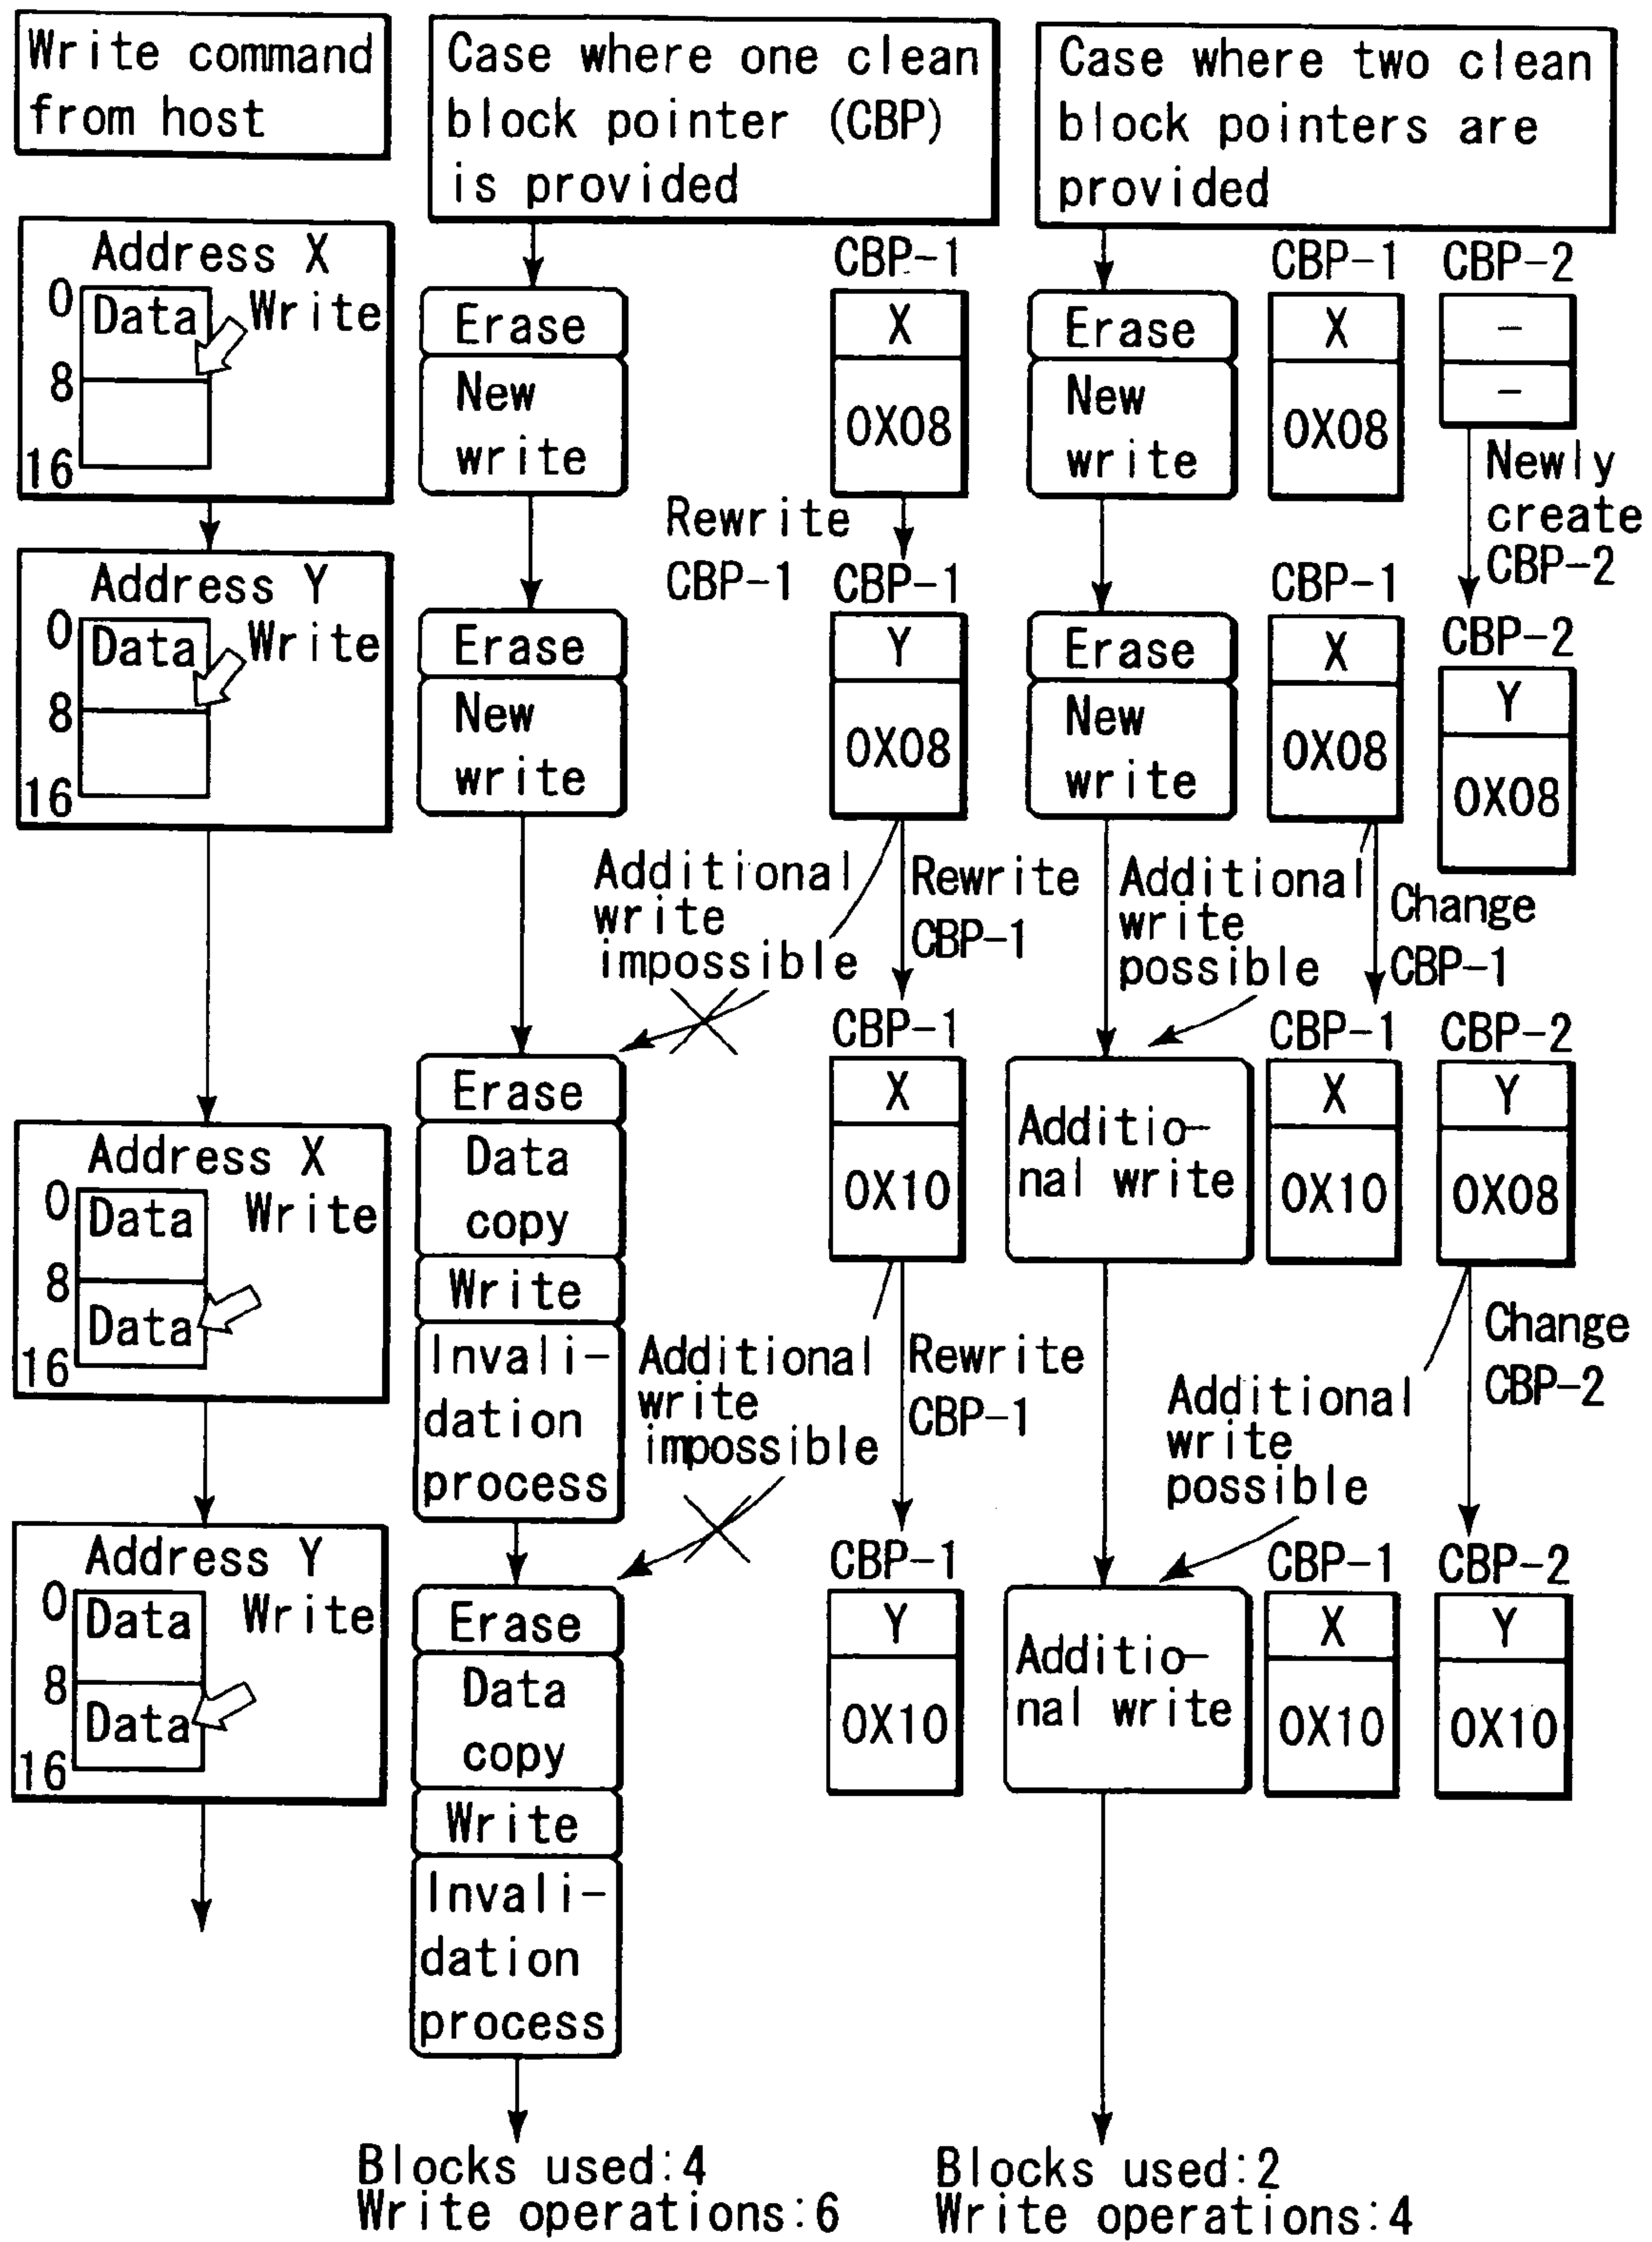 Write command
from host
Case where one clean
block pointer (CBP)
is provided
Case where two clean
block pointers are
provided
Address X
0
Data
Write
8
16
Erase
New
write
CBP-1
X
0X08
Erase
New
write
CBP-1
X
0X08
CBP-2
-
-
Rewrite
CBP-1
Newly
create
CBP-2
Address Y
0
Data
Write
8
16
Erase
New
write
CBP-1
Y
0X08
Erase
New
write
CBP-1
X
0X08
CBP-2
Y
0X08
Additional
write
impossible
Rewrite
CBP-1
Additional
write
possible
Change
CBP-1
Address X
0
Data
Write
8
Data
16
Erase
Data
copy
Write
Invali-
dation
process
CBP-1
X
0X10
Additio-
nal write
CBP-1
X
0X10
CBP-2
Y
0X08
Additional
write
impossible
Rewrite
CBP-1
Additional
write
possible
Change
CBP-2
Address Y
0
Data
Write
8
Data
16
Erase
Data
copy
Write
Invali-
dation
process
CBP-1
Y
0X10
Additio-
nal write
CBP-1
X
0X10
CBP-2
Y
0X10
Blocks used:4
Write operations:6
Blocks used:2
Write operations:4